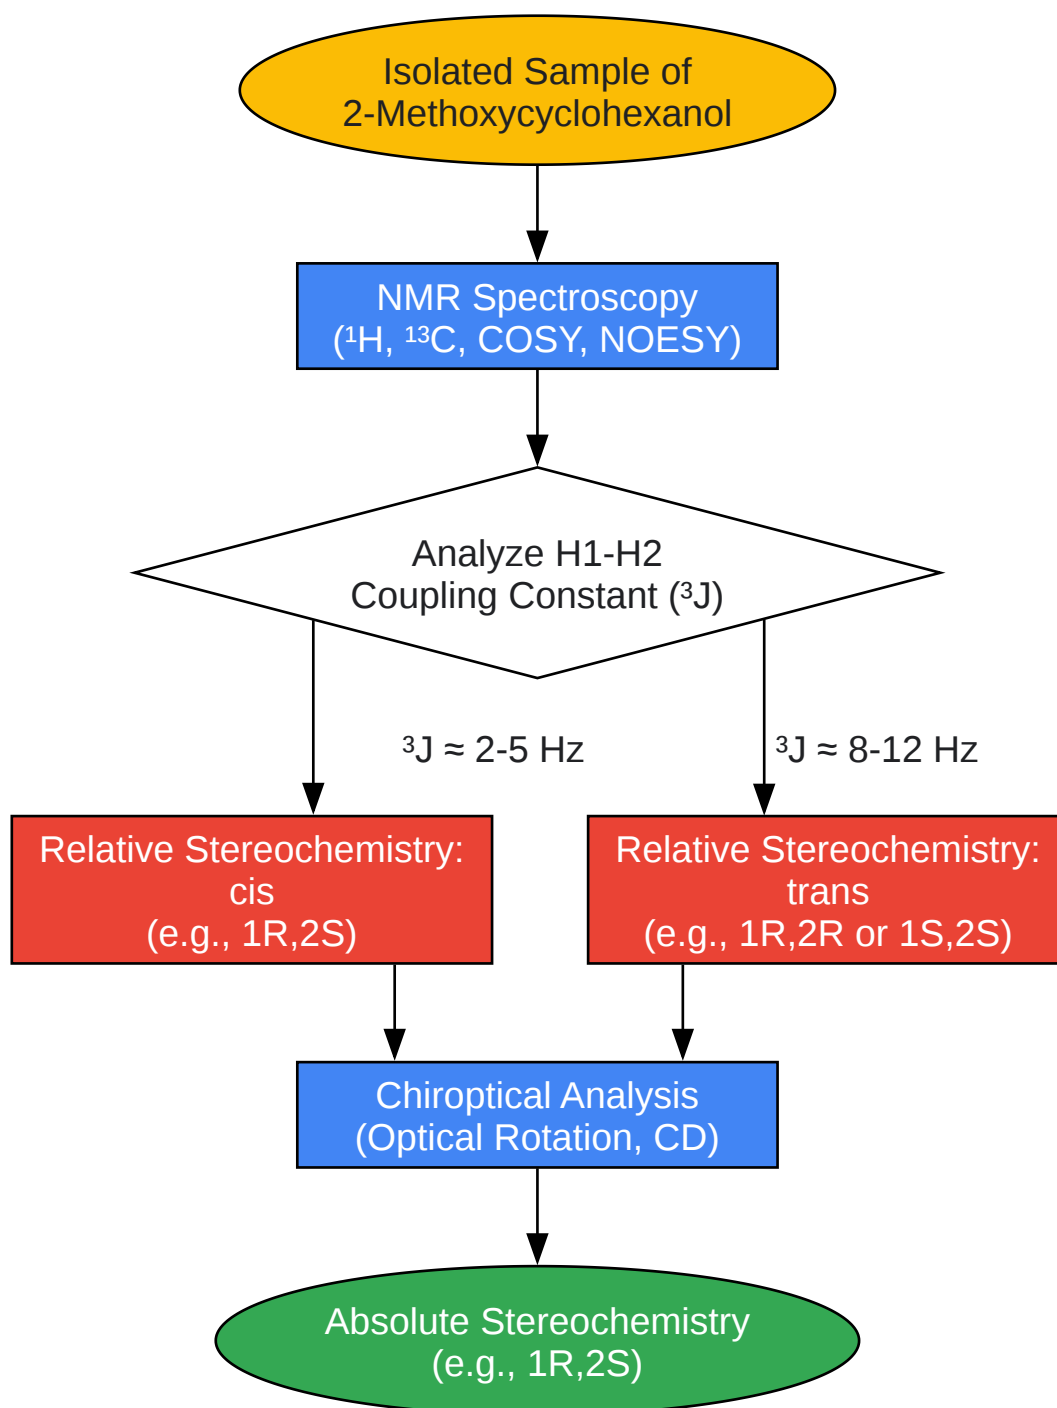 Isolated Sample of
2-Methoxycyclohexanol
NMR Spectroscopy
(¹H, ¹³C, COSY, NOESY)
Analyze H1-H2
Coupling Constant (³J)
³J ≈ 2-5 Hz
³J ≈ 8-12 Hz
Relative Stereochemistry:
cis
(e.g., 1R,2S)
Relative Stereochemistry:
trans
(e.g., 1R,2R or 1S,2S)
Chiroptical Analysis
(Optical Rotation, CD)
Absolute Stereochemistry
(e.g., 1R,2S)